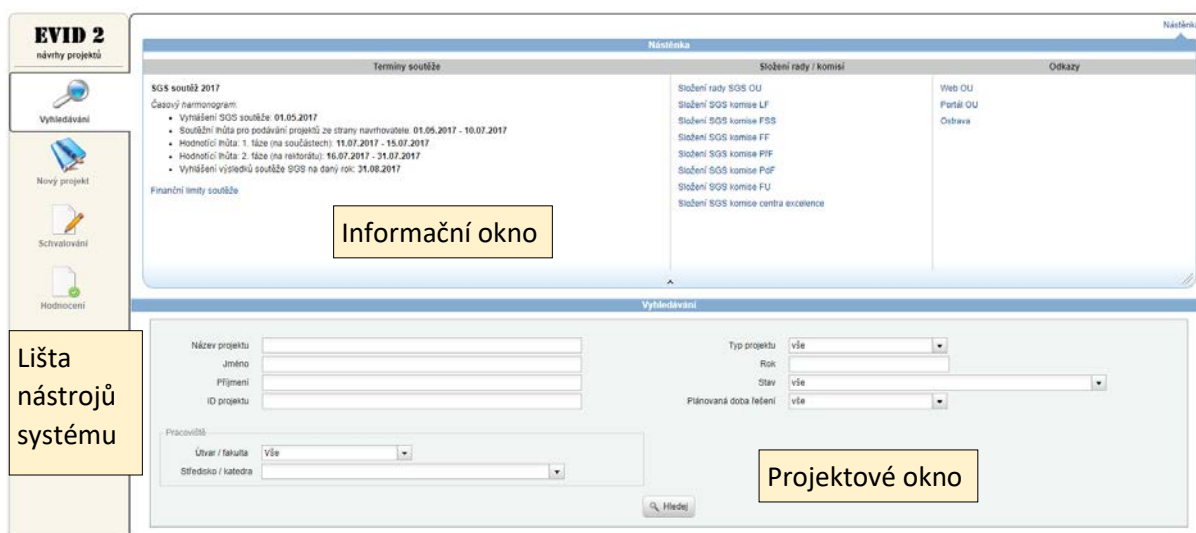 EVID 2
návrhy projektů
Vyhledávání
Nový projekt
Schvalování
Hodnocení
Lišta
nástrojů
systému
Nástěnka
Nástěnka
Termíny soutěže
Složení rady / komisí
Odkazy
SGS soutěž 2017
Časový harmonogram:
• Vyhlášení SGS soutěže: 01.05.2017
• Soutěžní lhůta pro podávání projektů ze strany navrhovatele: 01.05.2017 - 10.07.2017
• Hodnotící lhůta: 1. fáze (na součástech): 11.07.2017 - 15.07.2017
• Hodnotící lhůta: 2. fáze (na rektorátu): 16.07.2017 - 31.07.2017
• Vyhlášení výsledků soutěže SGS na daný rok: 31.08.2017
Finanční limity soutěže
Složení rady SGS OU
Složení SGS komise LF
Složení SGS komise FSS
Složení SGS komise FF
Složení SGS komise PřF
Složení SGS komise PdF
Složení SGS komise FU
Složení SGS komise centra excelence
Web OU
Portál OU
Ostrava
Informační okno
Vyhledávání
Název projektu
Jméno
Příjmení
ID projektu
Typ projektu vše
Rok
Stav vše
Plánovaná doba řešení vše
Pracoviště
Útvar / fakulta Vše
Středisko / katedra
Projektové okno
Hledej